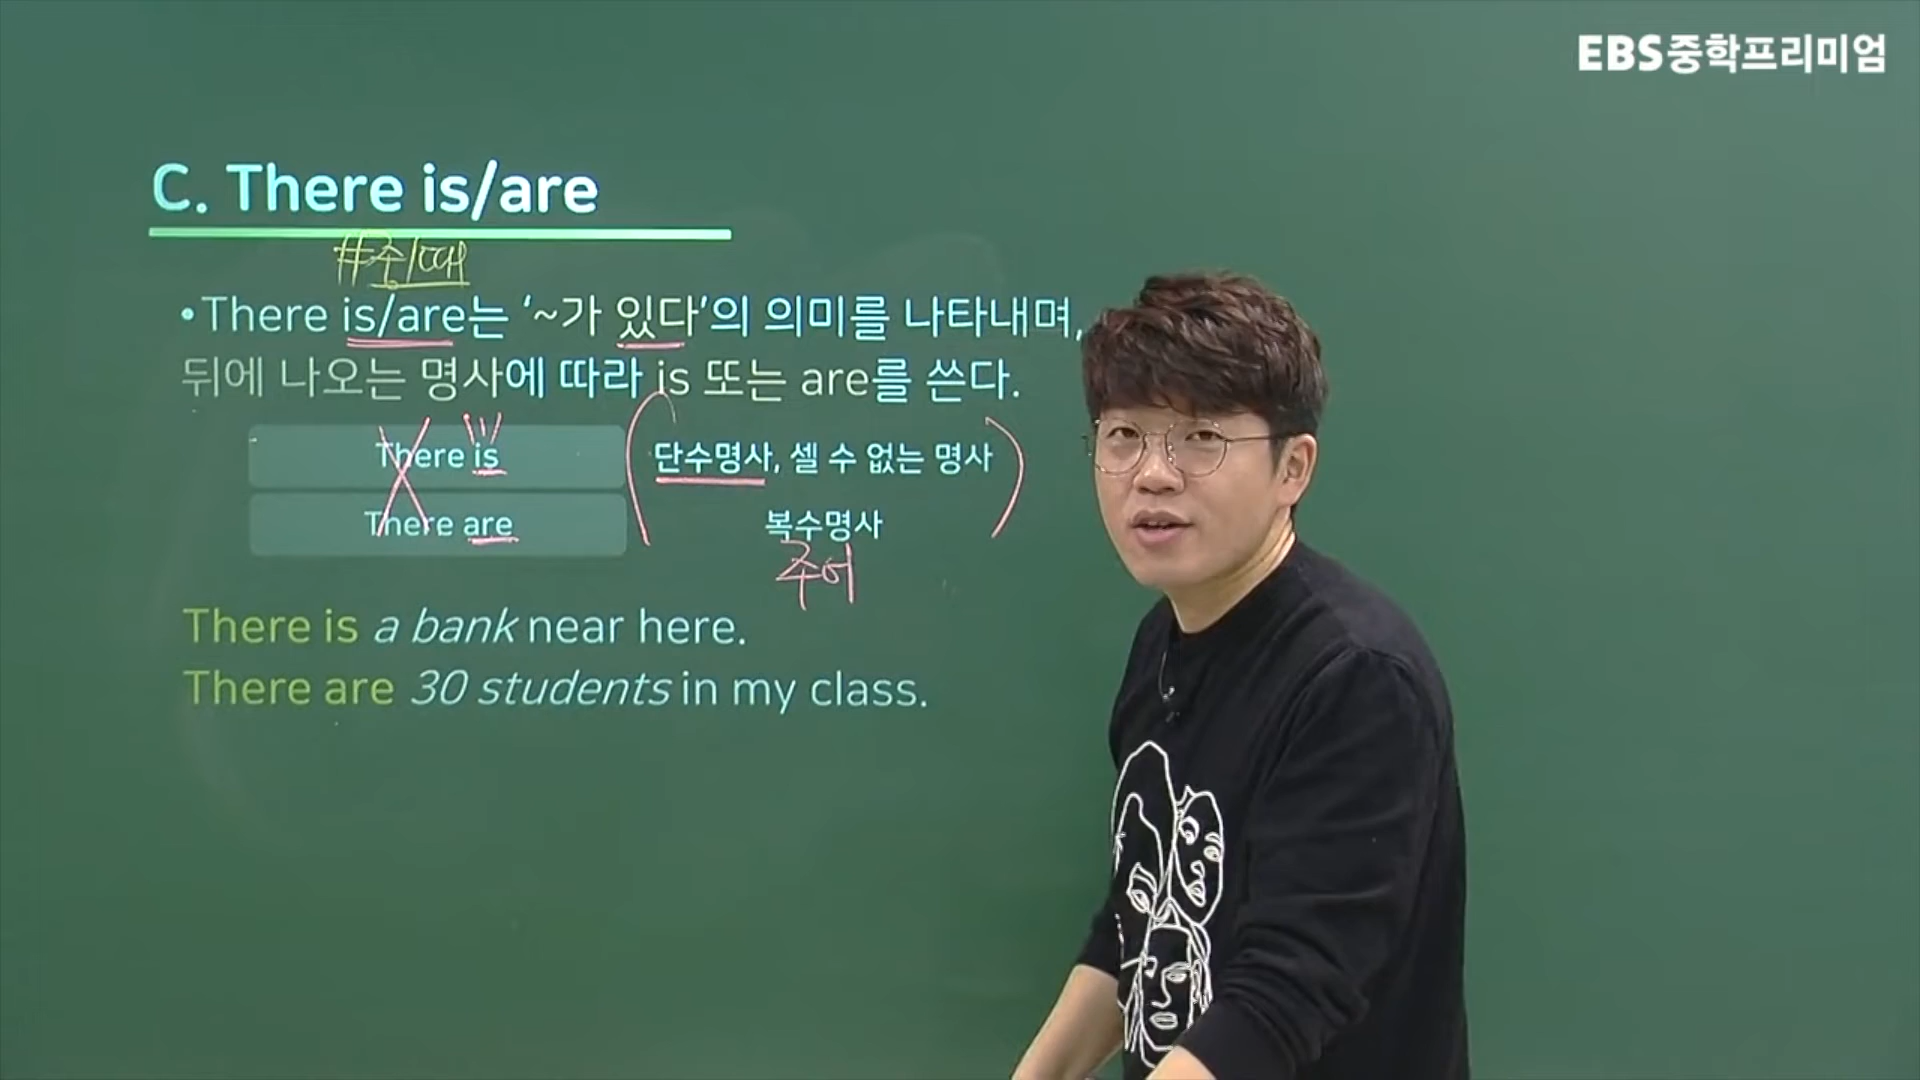 EBS중학프리미엄
C. There is/are
#주/때
•There is/are는 ‘~가 있다’의 의미를 나타내며,
뒤에 나오는 명사에 따라 is 또는 are를 쓴다.
There is 단수명사, 셀 수 없는 명사
There are 복수명사
주어
There is a bank near here.
There are 30 students in my class.